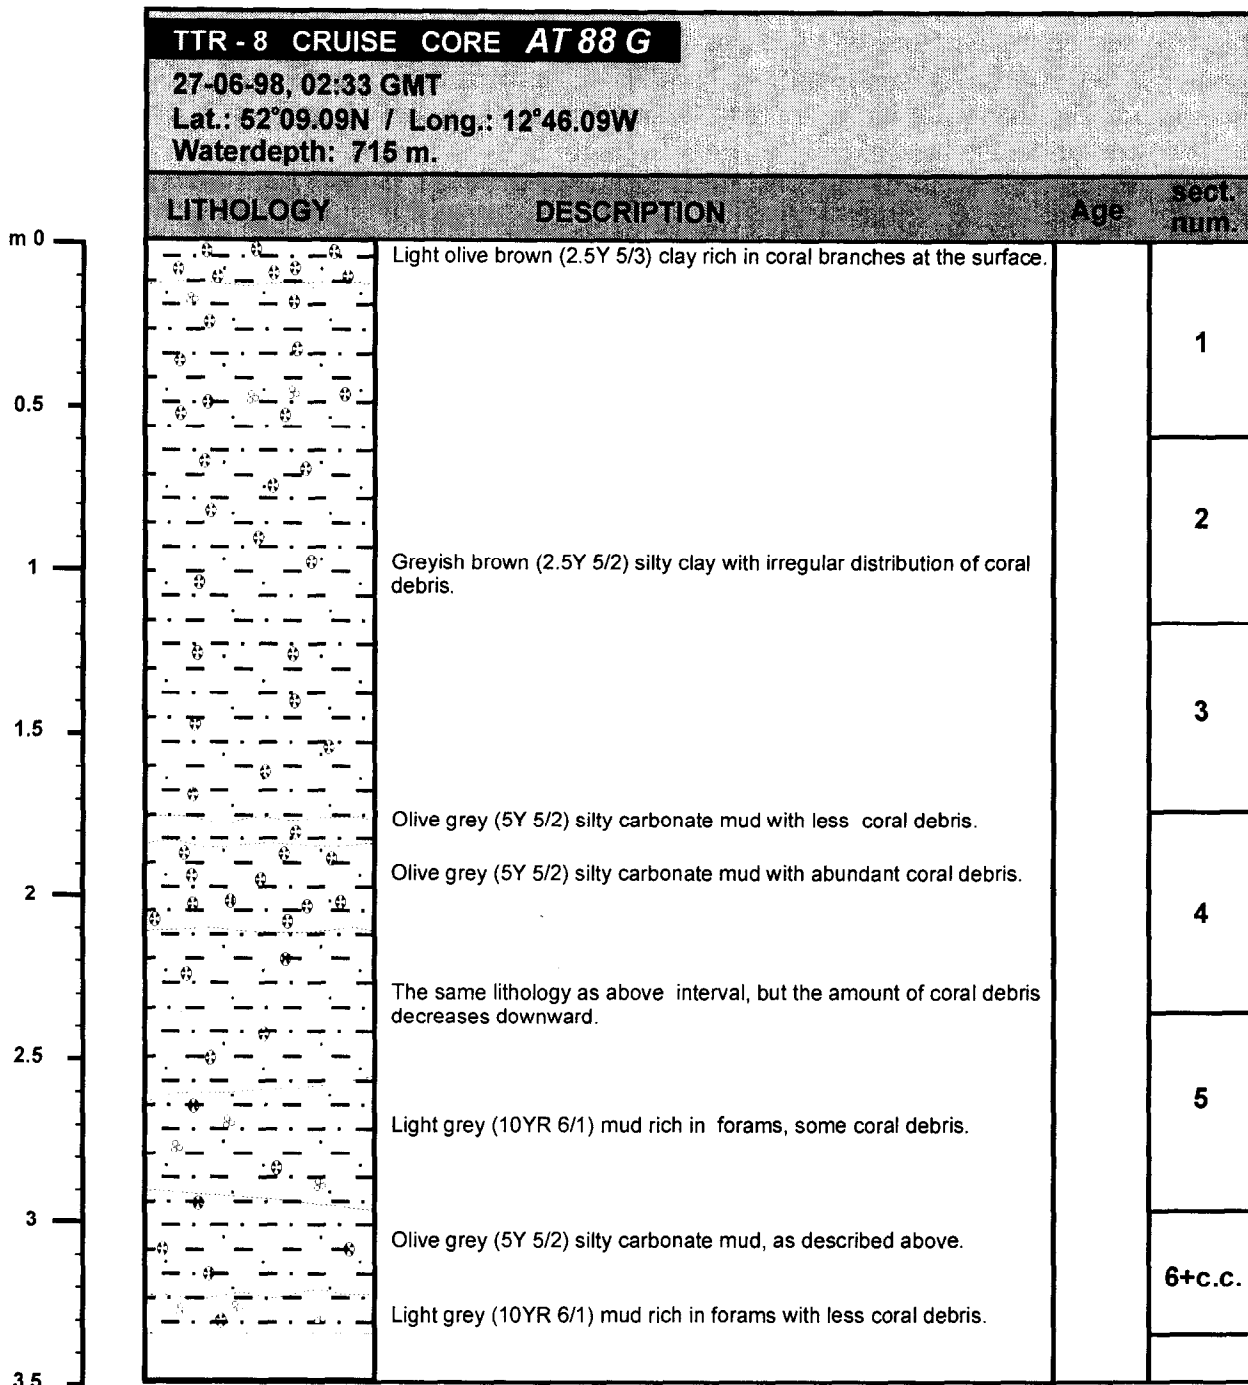 TTR - 8 CRUISE CORE AT 88 G
27-06-98, 02:33 GMT
Lat.: 52°09.09N / Long.: 12°46.09W
Waterdepth: 715 m.
LITHOLOGY DESCRIPTION Age sect. num.
m 0
Light olive brown (2.5Y 5/3) clay rich in coral branches at the surface.
1
0.5
2
1
Greyish brown (2.5Y 5/2) silty clay with irregular distribution of coral
debris.
3
1.5
Olive grey (5Y 5/2) silty carbonate mud with less coral debris.
Olive grey (5Y 5/2) silty carbonate mud with abundant coral debris.
2
4
The same lithology as above interval, but the amount of coral debris
decreases downward.
2.5
5
Light grey (10YR 6/1) mud rich in forams, some coral debris.
3
Olive grey (5Y 5/2) silty carbonate mud, as described above.
6+c.c.
Light grey (10YR 6/1) mud rich in forams with less coral debris.
3.5